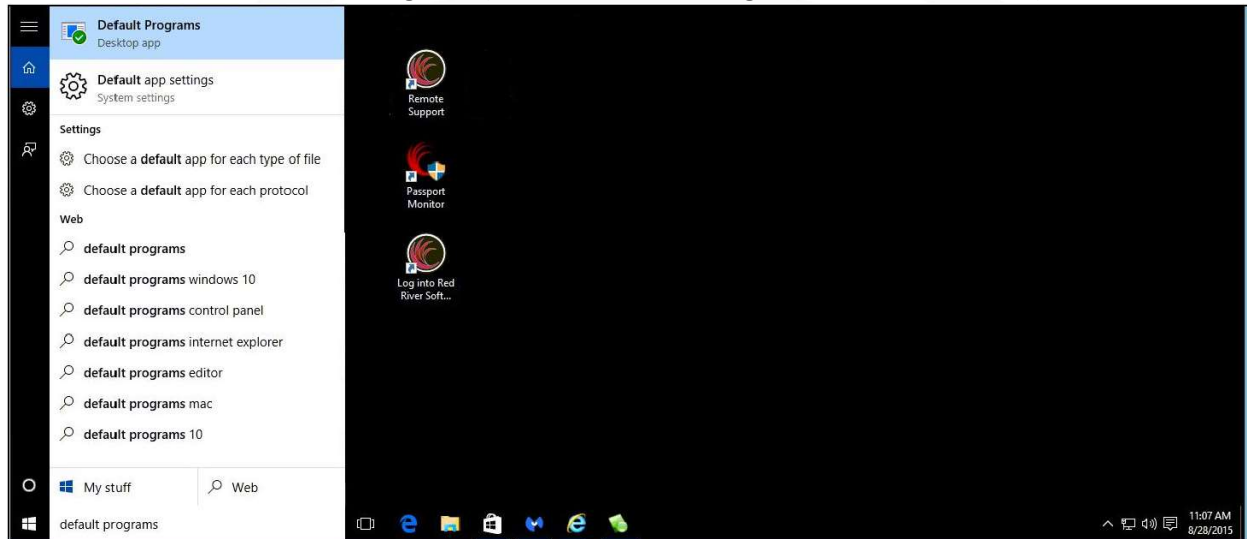 Default Programs
Desktop app
Default app settings
System settings
Settings
Choose a default app for each type of file
Choose a default app for each protocol
Web
default programs
default programs windows 10
default programs control panel
default programs internet explorer
default programs editor
default programs mac
default programs 10
My stuff
Web
default programs
Remote
Support
Passport
Monitor
Log into Red
River Soft...
11:07 AM
8/28/2015